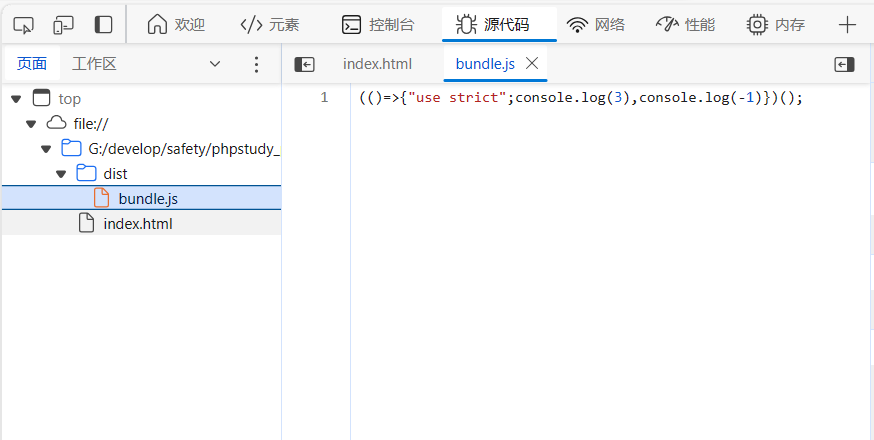 欢迎 元素 控制台 源代码 网络 性能 内存
页面 工作区 index.html bundle.js
1 (()=>{"use strict";console.log(3),console.log(-1)})();
top
file://
G:/develop/safety/phpstudy_
dist
bundle.js
index.html